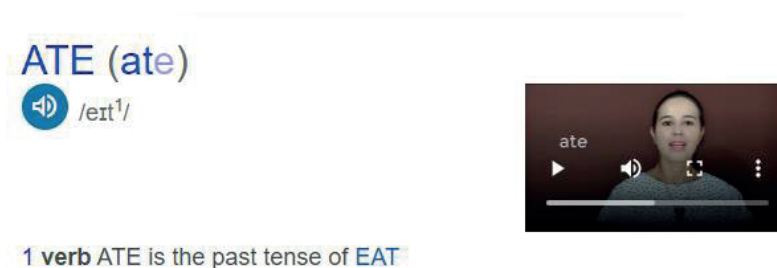 ATE (ate)
/eɪt¹/
ate
1 verb ATE is the past tense of EAT